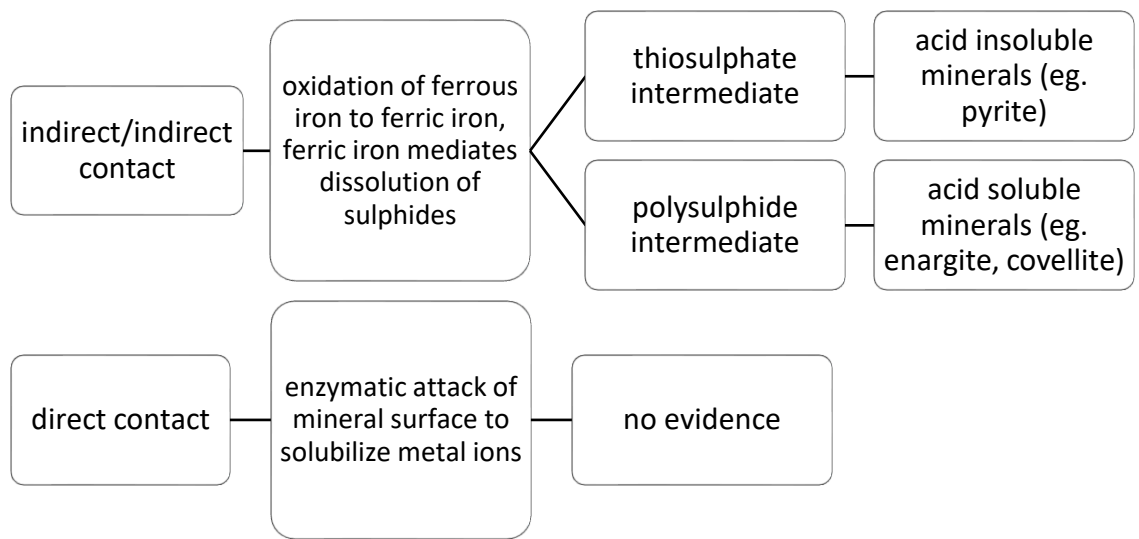 indirect/indirect
contact
oxidation of ferrous
iron to ferric iron,
ferric iron mediates
dissolution of
sulphides
thiosulphate
intermediate
acid insoluble
minerals (eg.
pyrite)
polysulphide
intermediate
acid soluble
minerals (eg.
enargite, covellite)
direct contact
enzymatic attack of
mineral surface to
solubilize metal ions
no evidence